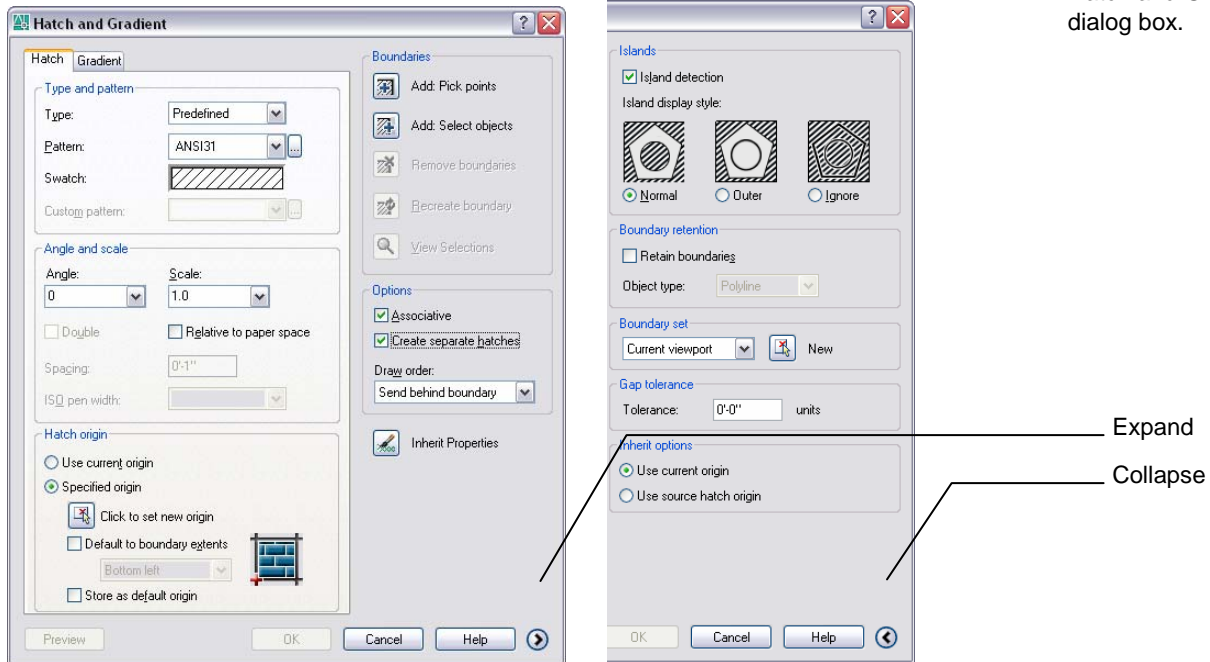 Hatch and Gradient
Hatch Gradient
Type and pattern
Type: Predefined
Pattern: ANSI31 ...
Swatch:
Custom pattern: ...
Angle and scale
Angle: Scale:
0 1.0
Double Relative to paper space
Spacing: 0'-1"
ISO pen width:
Hatch origin
Use current origin
Specified origin
Click to set new origin
Default to boundary extents
Bottom left
Store as default origin
Preview OK Cancel Help
Boundaries
Add: Pick points
Add: Select objects
Remove boundaries
Recreate boundary
View Selections
Options
Associative
Create separate hatches
Draw order:
Send behind boundary
Inherit Properties
Islands
Island detection
Island display style:
Normal Outer Ignore
Boundary retention
Retain boundaries
Object type: Polyline
Boundary set
Current viewport New
Gap tolerance
Tolerance: 0'-0" units
Inherit options
Use current origin
Use source hatch origin
OK Cancel Help
dialog box.
Expand
Collapse